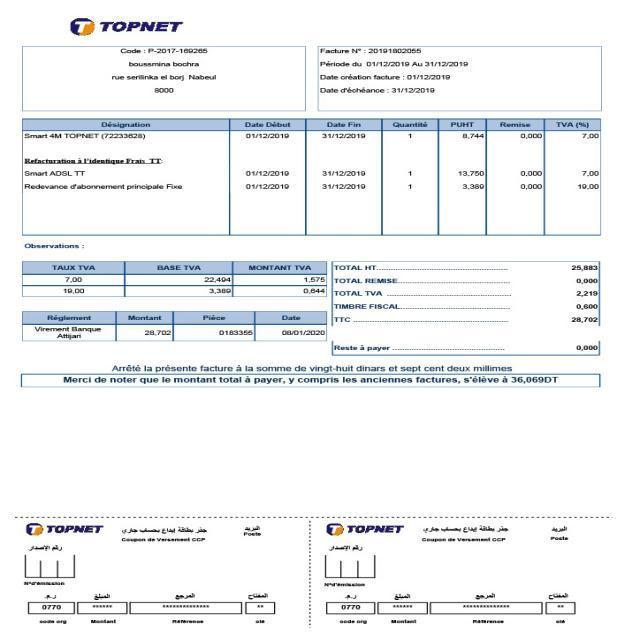 TOPNET
Code : P-2017-169265
boussmina bochra
rue serilinka el borj Nabeul
8000
Facture N° : 20191802055
Période du 01/12/2019 Au 31/12/2019
Date création facture : 01/12/2019
Date d'échéance : 31/12/2019
Désignation Date Début Date Fin Quantité PUHT Remise TVA (%)
Smart 4M TOPNET (72233628) 01/12/2019 31/12/2019 1 8,744 0,000 7,00
Refacturation à l'identique Frais TT:
Smart ADSL TT 01/12/2019 31/12/2019 1 13,750 0,000 7,00
Redevance d'abonnement principale Fixe 01/12/2019 31/12/2019 1 3,389 0,000 19,00
Observations :
TAUX TVA BASE TVA MONTANT TVA
7,00 22,494 1,575
19,00 3,389 0,644
TOTAL HT 25,883
TOTAL REMISE 0,000
TOTAL TVA 2,219
TIMBRE FISCAL 0,600
TTC 28,702
Reste à payer 0,000
Réglement Montant Pièce Date
Virement Banque Attijari 28,702 0183355 08/01/2020
Arrêté la présente facture à la somme de vingt-huit dinars et sept cent deux millimes
Merci de noter que le montant total à payer, y compris les anciennes factures, s'élève à 36,069DT
TOPNET جذر بطاقة إيداع بحساب جاري البريد
Coupon de Versement CCP Poste
رقم الإصدار
N°d'émission
ر.م. المبلغ المرجع المفتاح
0770 ****** ************** **
code org Montant Référence clé
TOPNET جذر بطاقة إيداع بحساب جاري البريد
Coupon de Versement CCP Poste
رقم الإصدار
N°d'émission
ر.م. المبلغ المرجع المفتاح
0770 ****** ************** **
code org Montant Référence clé